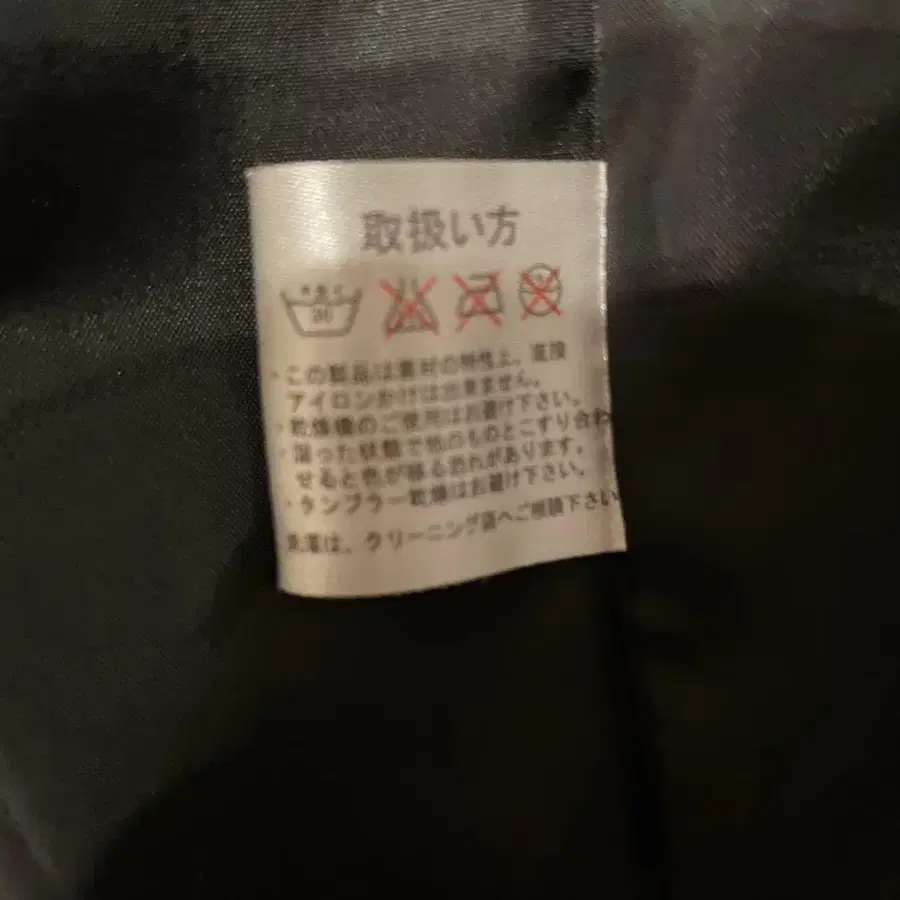 取扱い方
手洗イ
30
・この製品は素材の特性上、直接
アイロンかけは出来ません。
・乾燥機のご使用はお避け下さい。
・湿った状態で他のものとこすり合わ
せると色が移る恐れがあります。
・タンブラー乾燥はお避け下さい。
洗濯は、クリーニング店へご相談下さい